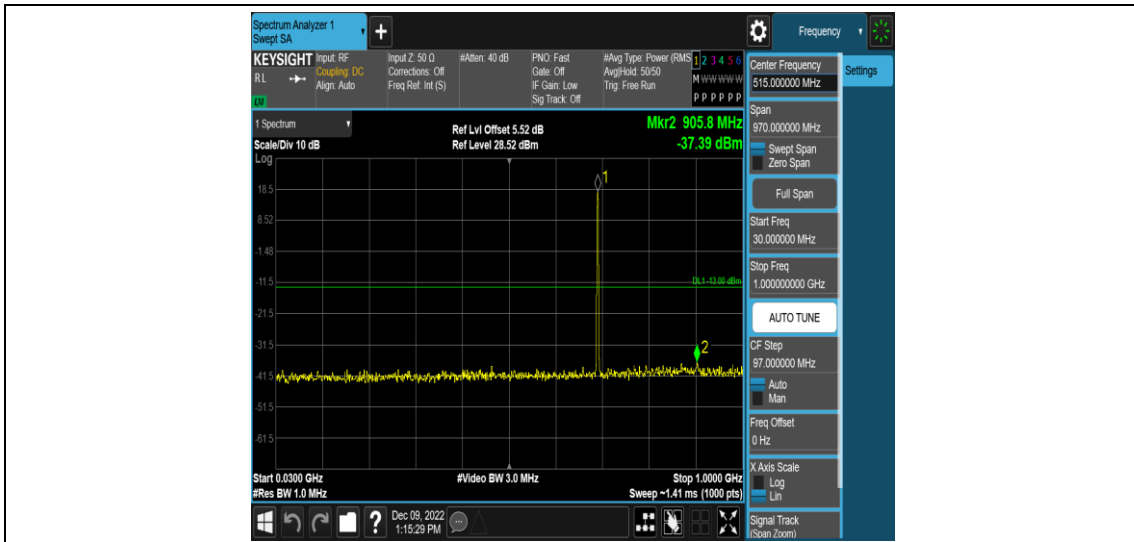 Spectrum Analyzer 1
Swept SA
+
Frequency
KEYSIGHT
RL
LXI
Input: RF
Coupling: DC
Align: Auto
Input Z: 50 Ω
Corrections: Off
Freq Ref: Int (S)
#Atten: 40 dB
PNO: Fast
Gate: Off
IF Gain: Low
Sig Track: Off
#Avg Type: Power (RMS
Avg|Hold: 50/50
Trig: Free Run
1 2 3 4 5 6
M W W W W W
P P P P P P
1 Spectrum
Scale/Div 10 dB
Ref Lvl Offset 5.52 dB
Ref Level 28.52 dBm
Mkr2 905.8 MHz
-37.39 dBm
Log
1
18.5
8.52
-1.48
-11.5
DL1 -13.00 dBm
-21.5
-31.5
2
-41.5
-51.5
-61.5
Start 0.0300 GHz
#Res BW 1.0 MHz
#Video BW 3.0 MHz
Stop 1.0000 GHz
Sweep ~1.41 ms (1000 pts)
Dec 09, 2022
1:15:29 PM
?
Settings
Center Frequency
515.000000 MHz
Span
970.000000 MHz
Swept Span
Zero Span
Full Span
Start Freq
30.000000 MHz
Stop Freq
1.000000000 GHz
AUTO TUNE
CF Step
97.000000 MHz
Auto
Man
Freq Offset
0 Hz
X Axis Scale
Log
Lin
Signal Track
(Span Zoom)